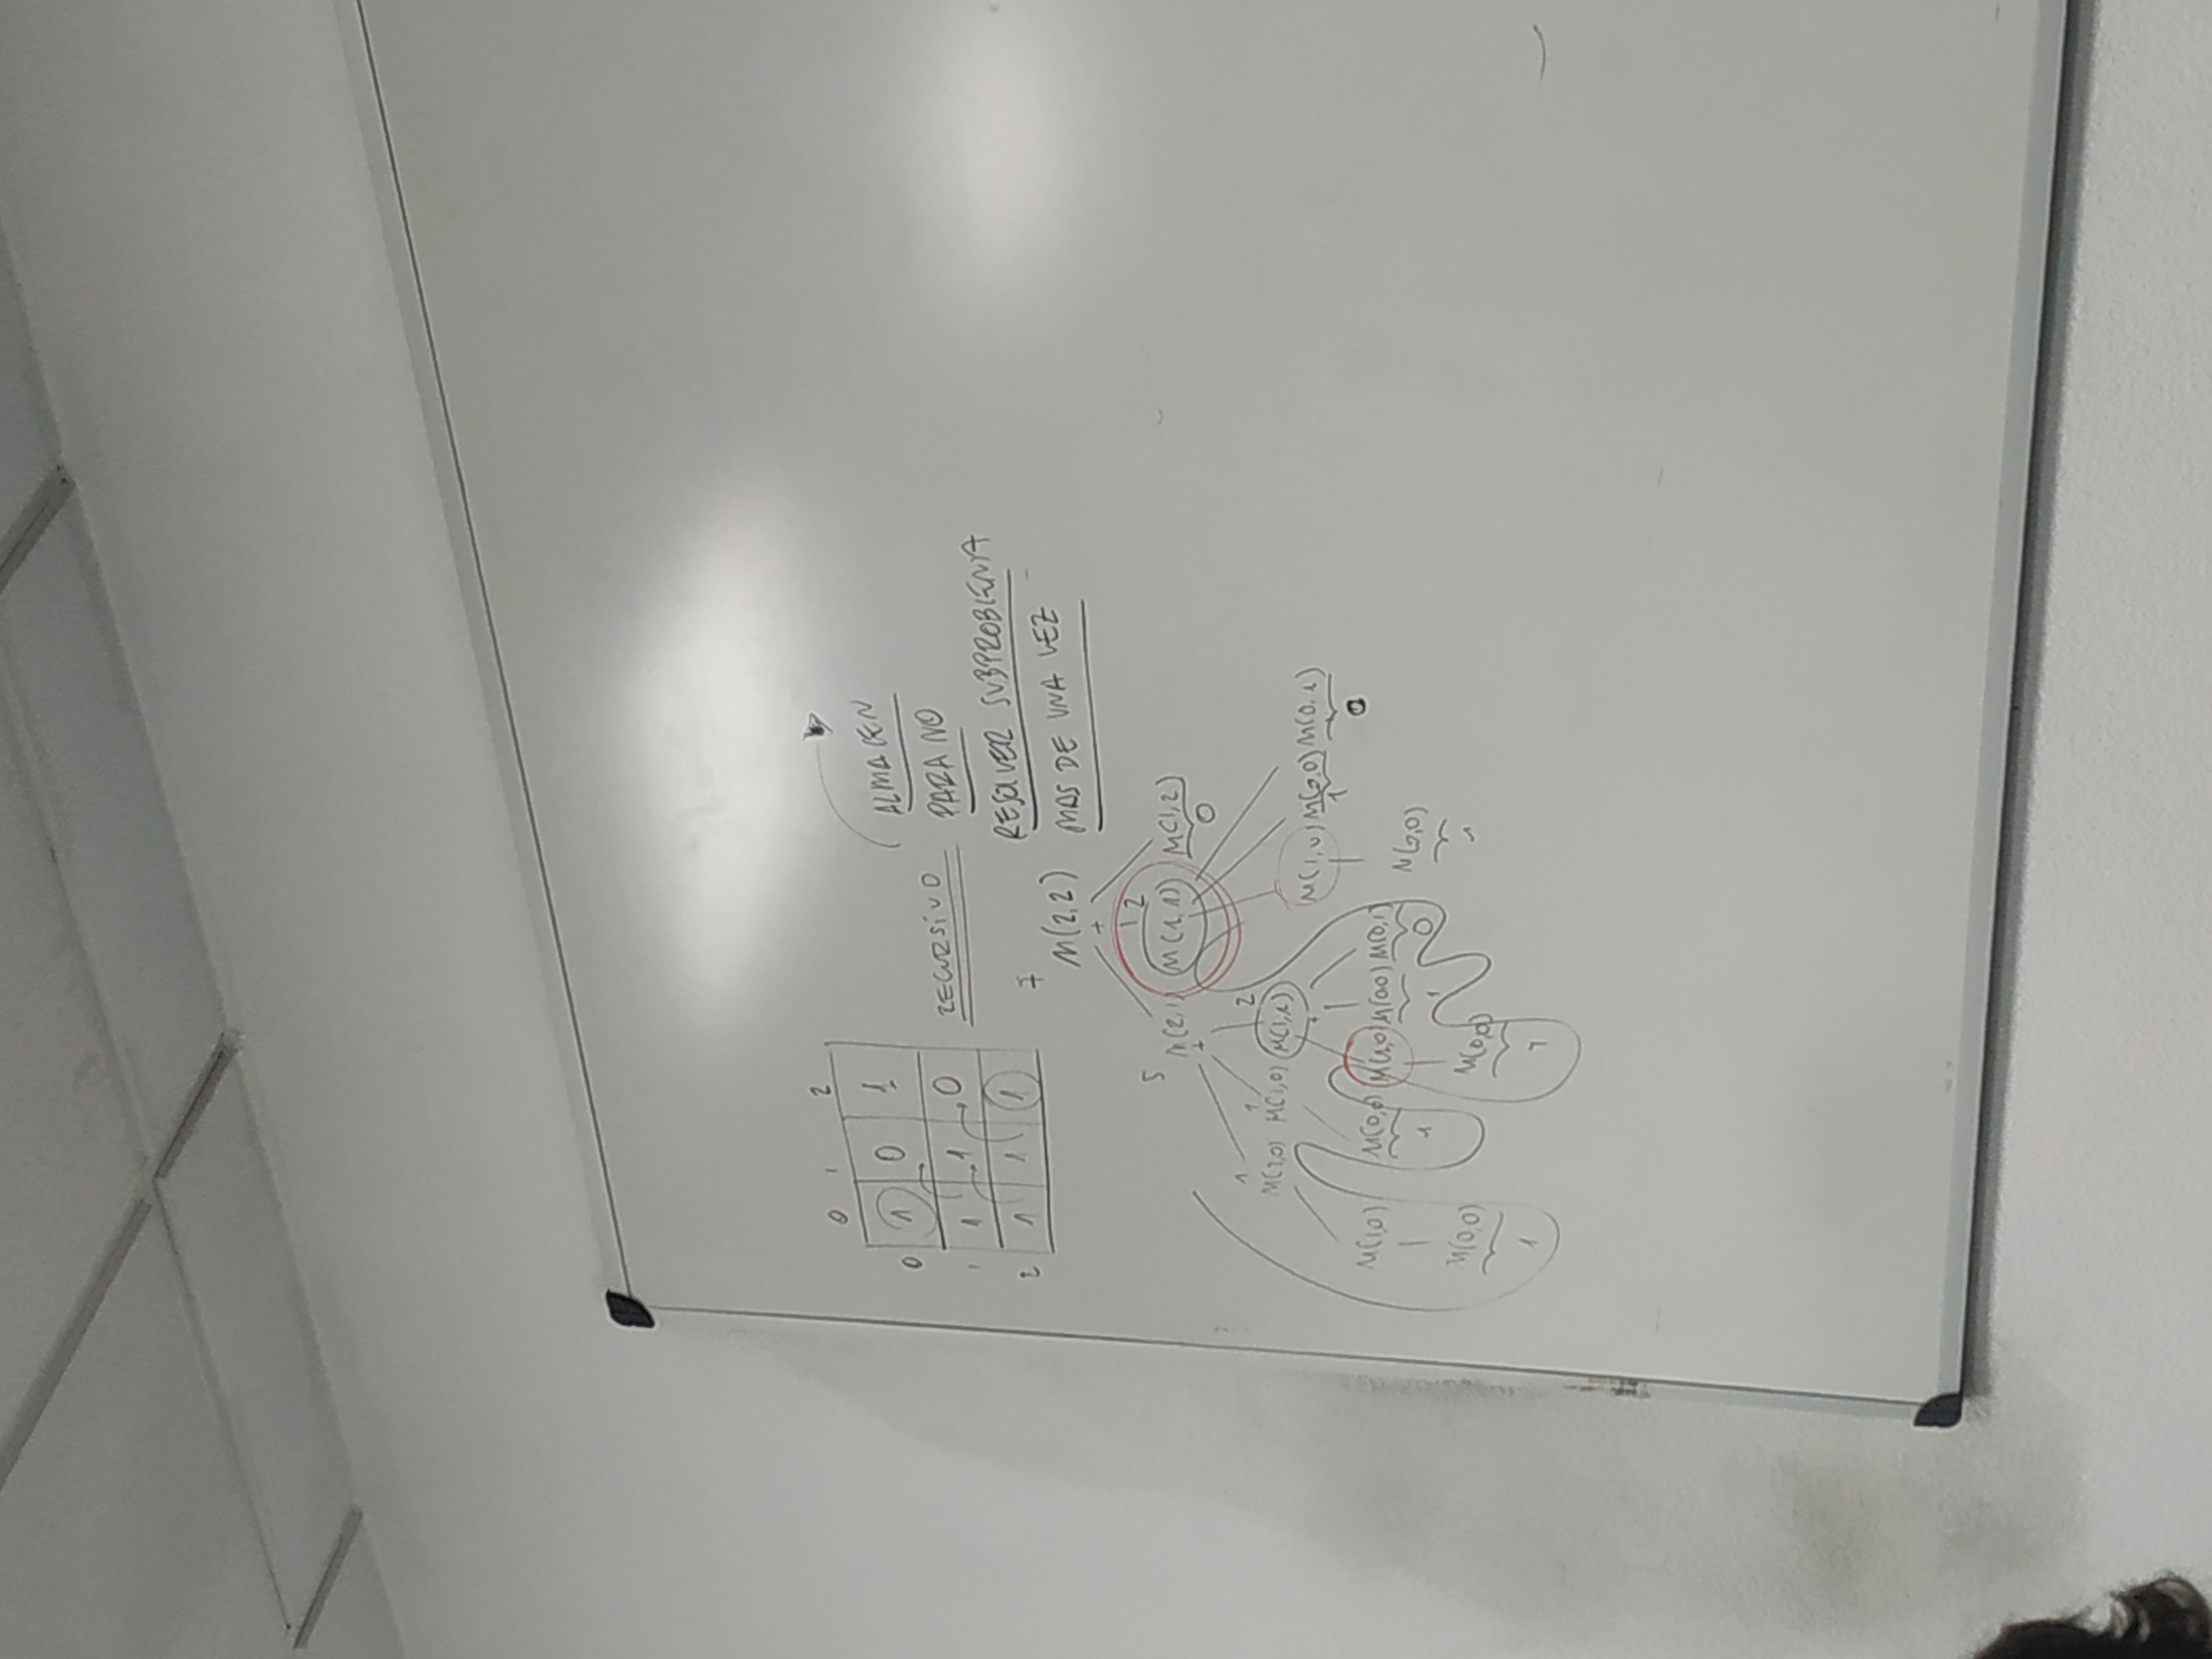 0 1 2
0 1 0 1
1 1 1 0
2 1 1 1
RECURSIVO
ALMACEN
PARA NO
RESOLVER SUBPROBLEMA
MAS DE UNA VEZ
7
M(2,2)
+
2
5 M(2,1) M(1,1) M(1,2)
+ 0
1 1 2
M(2,0) M(1,0) M(1,1)
+
M(1,0) M(0,0) M(0,1)
1 0
M(1,0) M(0,0) M(1,0) M(0,0) M(0,1)
1 1 0
M(0,0) M(0,0) M(0,0)
1 1 1